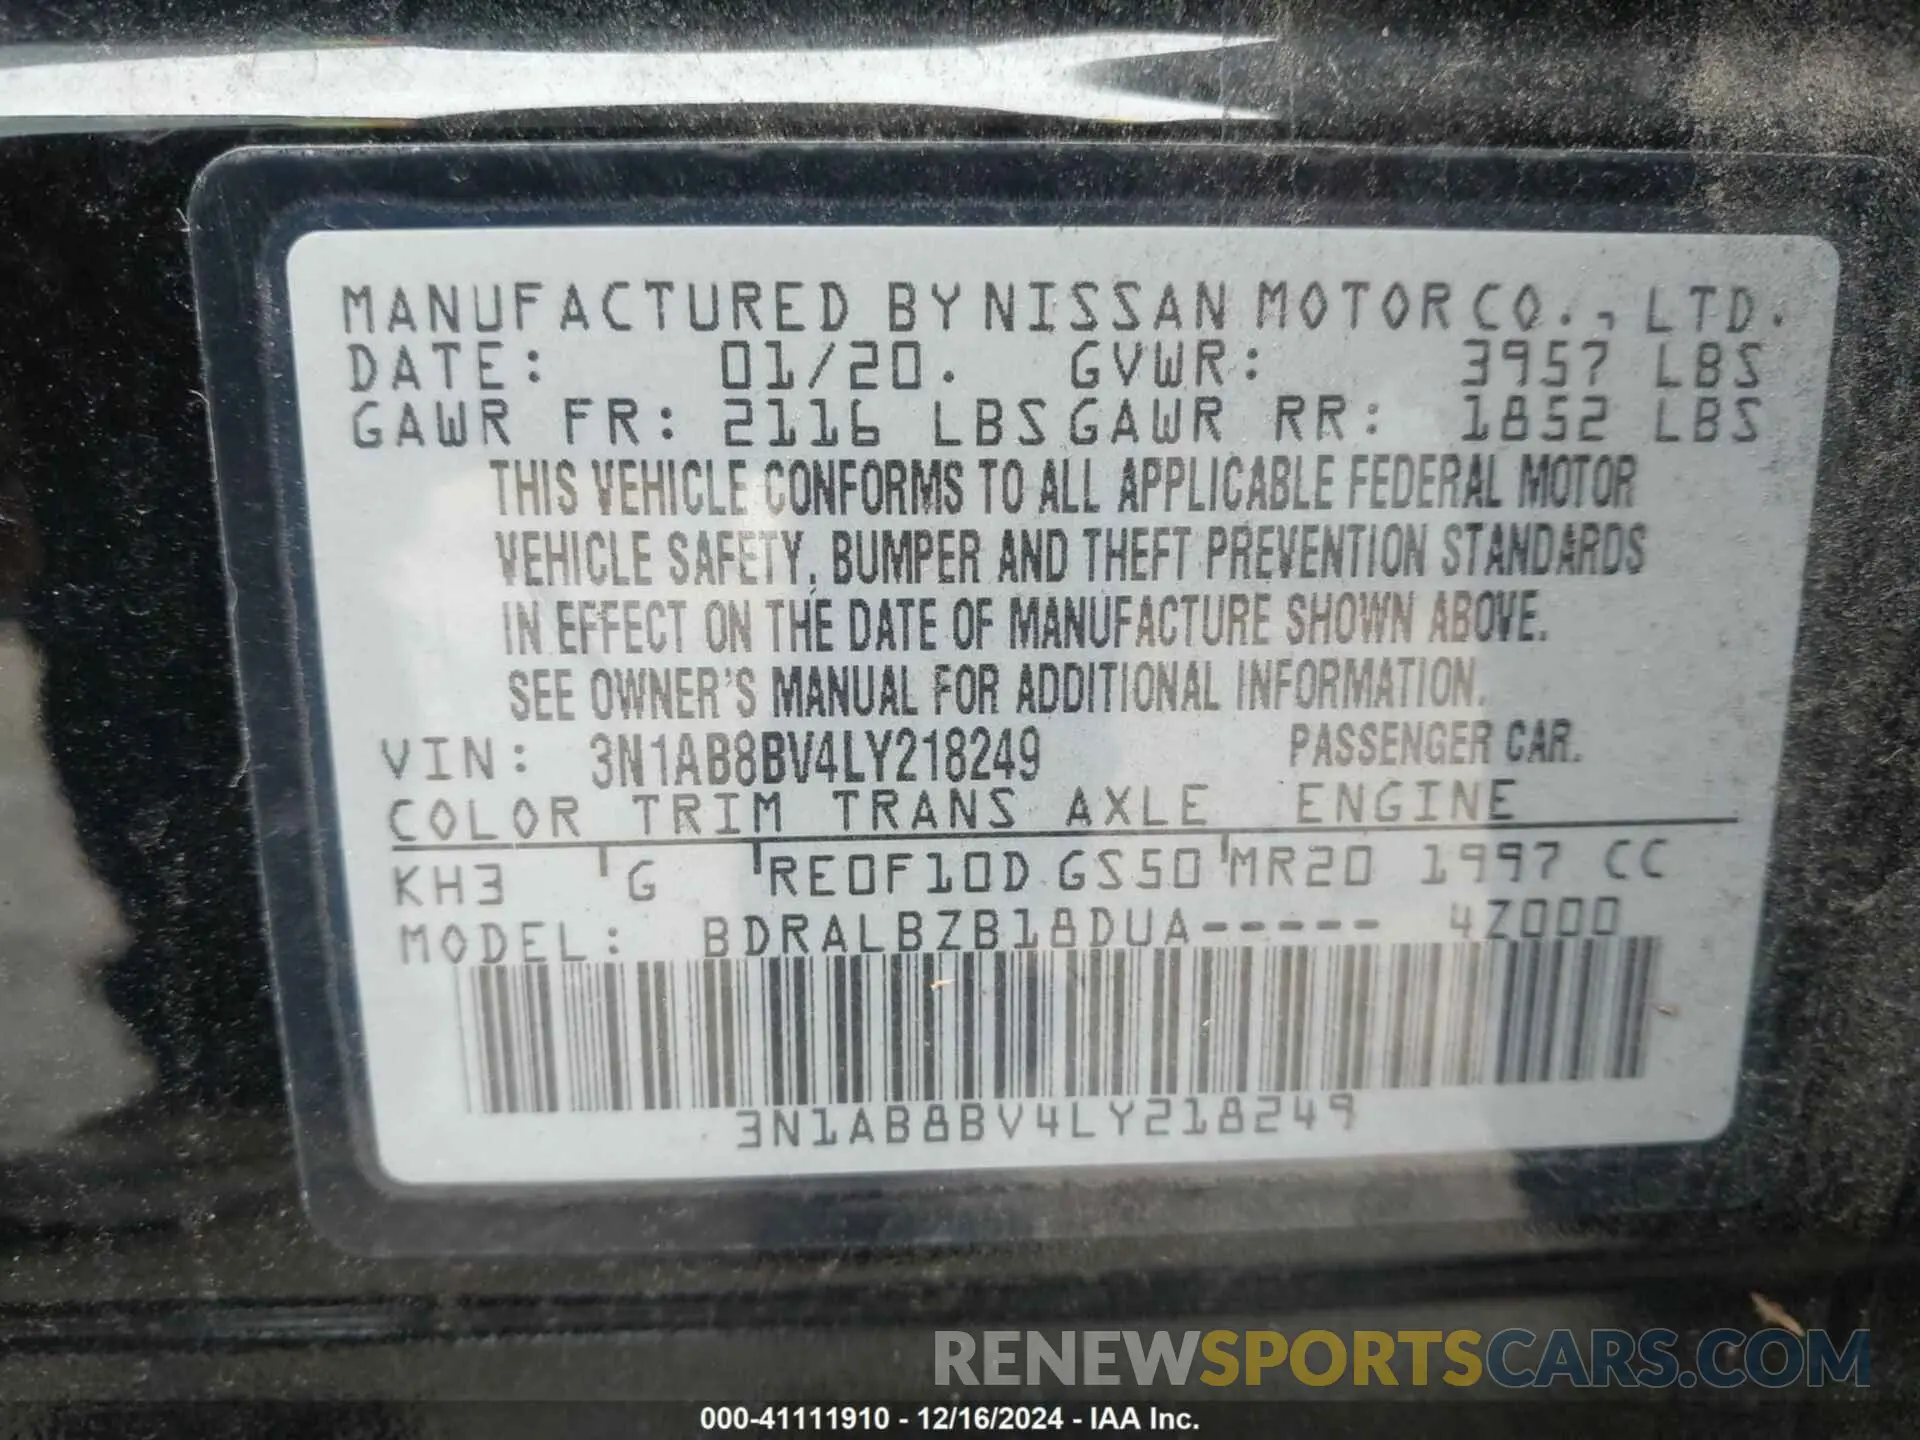 MANUFACTURED BY NISSAN MOTOR CO., LTD.
DATE: 01/20. GVWR: 3957 LBS
GAWR FR: 2116 LBS GAWR RR: 1852 LBS
THIS VEHICLE CONFORMS TO ALL APPLICABLE FEDERAL MOTOR
VEHICLE SAFETY, BUMPER AND THEFT PREVENTION STANDARDS
IN EFFECT ON THE DATE OF MANUFACTURE SHOWN ABOVE.
SEE OWNER'S MANUAL FOR ADDITIONAL INFORMATION.
VIN: 3N1AB8BV4LY218249 PASSENGER CAR.
COLOR TRIM TRANS AXLE ENGINE
KH3 G RE0F10D GS50 MR20 1997 CC
MODEL: BDRALBZB18DUA----- 4Z000
3N1AB8BV4LY218249
RENEWSPORTSCARS.COM
000-41111910 - 12/16/2024 - IAA Inc.